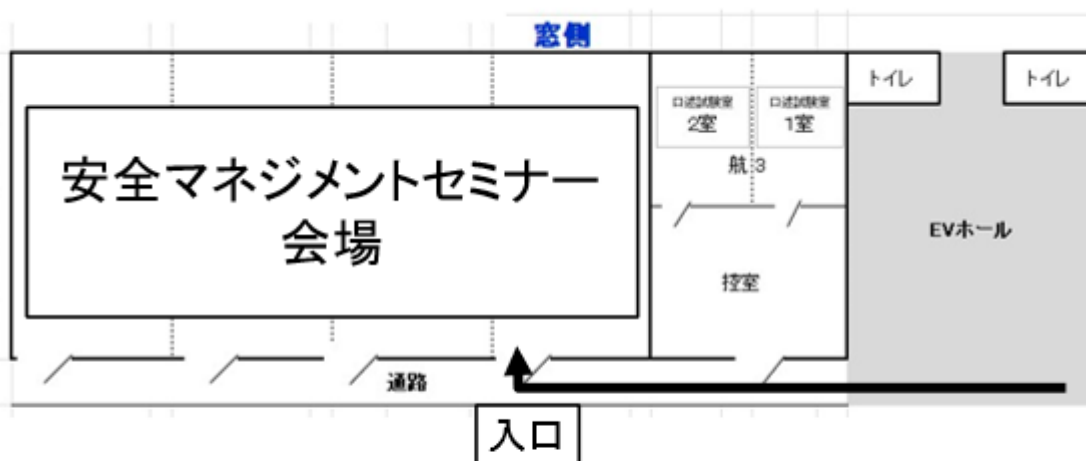 窓側
トイレ
トイレ
口述試験室
2室
口述試験室
1室
航 3
安全マネジメントセミナー
会場
EVホール
控室
通路
入口